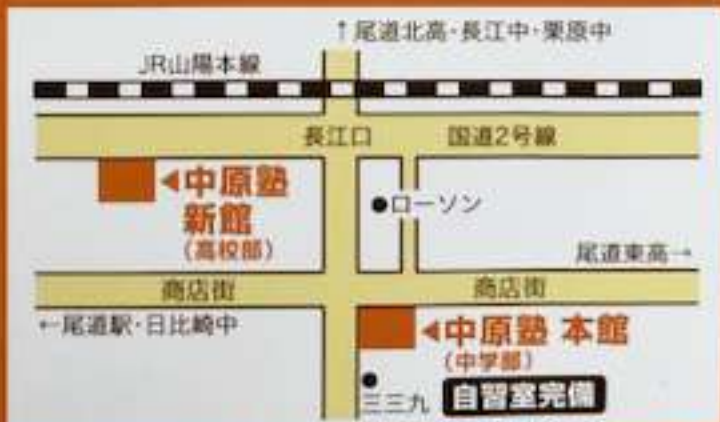 ↑尾道北高・長江中・栗原中
JR山陽本線
長江口
国道2号線
◀中原塾
新館
(高校部)
●ローソン
尾道東高→
商店街
商店街
←尾道駅・日比崎中
◀中原塾 本館
(中学部)
三三九
自習室完備